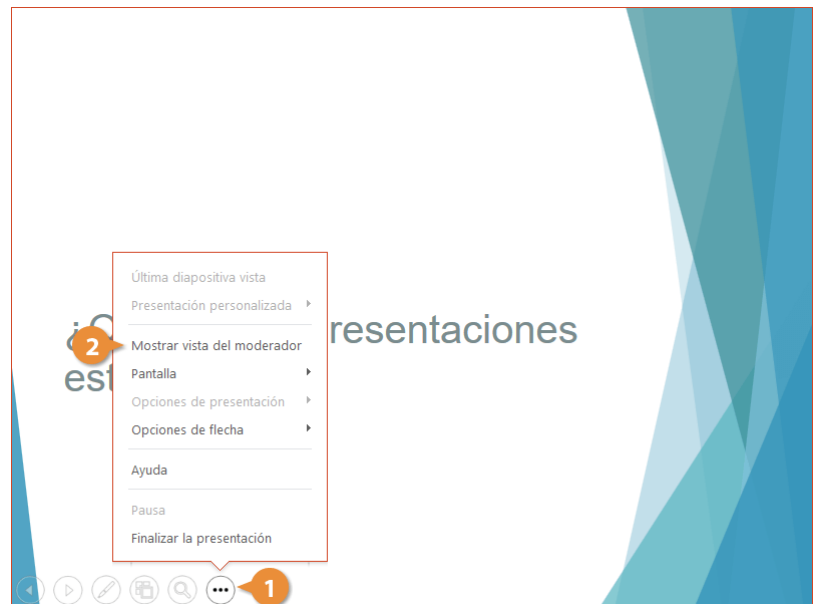 Última diapositiva vista
Presentación personalizada
resentaciones
2
Mostrar vista del moderador
Pantalla
Opciones de presentación
Opciones de flecha
Ayuda
Pausa
Finalizar la presentación
1